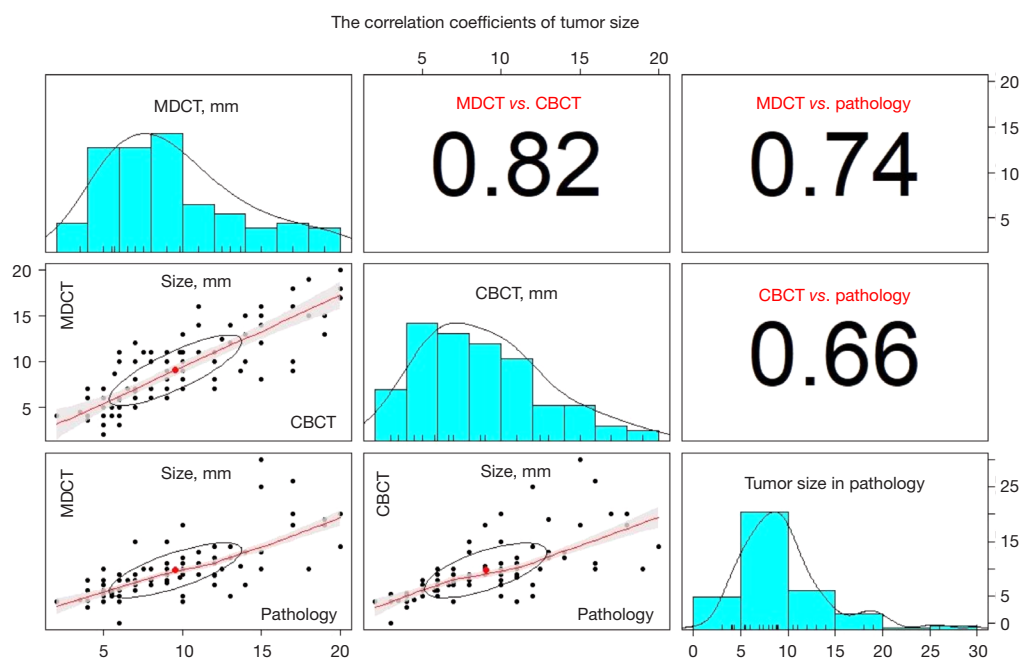 The correlation coefficients of tumor size
5 10 15 20
MDCT, mm
MDCT vs. CBCT
0.82
MDCT vs. pathology
0.74
20
15
10
5
20
15
10
5
MDCT
Size, mm
CBCT
CBCT, mm
CBCT vs. pathology
0.66
MDCT
Size, mm
Pathology
CBCT
Size, mm
Pathology
Tumor size in pathology
25
15
5
0
5 10 15 20
0 5 10 15 20 25 30